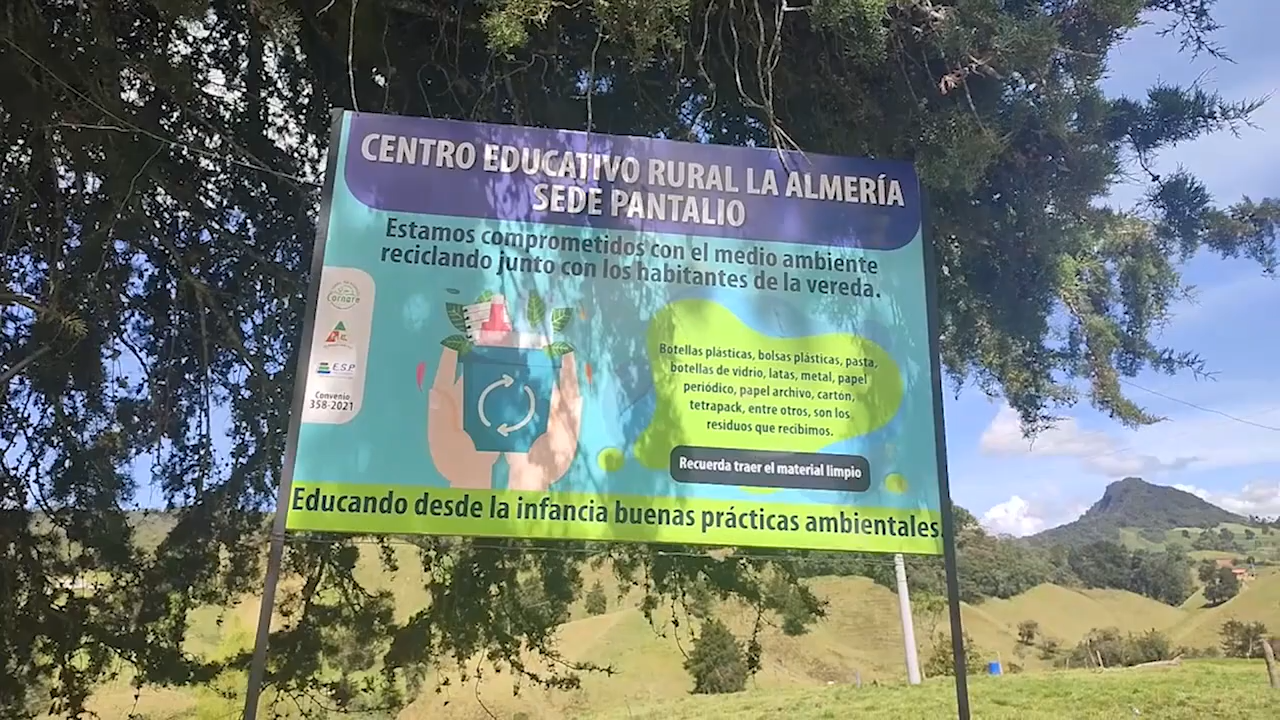 CENTRO EDUCATIVO RURAL LA ALMERÍA
SEDE PANTALIO
Estamos comprometidos con el medio ambiente
reciclando junto con los habitantes de la vereda.
Cornare
E.S.P
Convenio
358-2021
Botellas plásticas, bolsas plásticas, pasta,
botellas de vidrio, latas, metal, papel
periódico, papel archivo, cartón,
tetrapack, entre otros, son los
residuos que recibimos.
Recuerda traer el material limpio
Educando desde la infancia buenas prácticas ambientales.